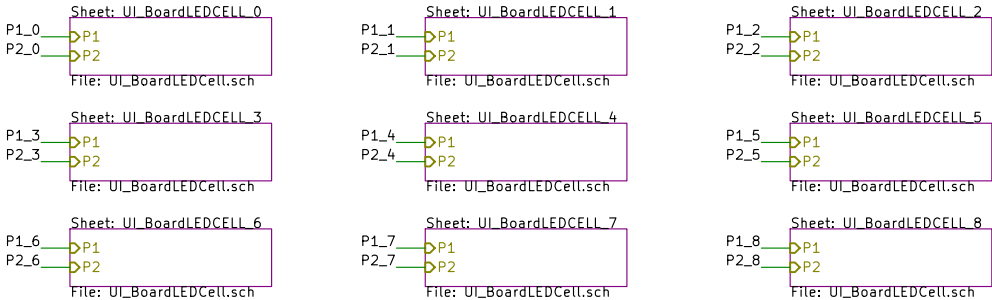 Sheet: UI_BoardLEDCELL_0
P1_0 P1
P2_0 P2
File: UI_BoardLEDCell.sch
Sheet: UI_BoardLEDCELL_1
P1_1 P1
P2_1 P2
File: UI_BoardLEDCell.sch
Sheet: UI_BoardLEDCELL_2
P1_2 P1
P2_2 P2
File: UI_BoardLEDCell.sch
Sheet: UI_BoardLEDCELL_3
P1_3 P1
P2_3 P2
File: UI_BoardLEDCell.sch
Sheet: UI_BoardLEDCELL_4
P1_4 P1
P2_4 P2
File: UI_BoardLEDCell.sch
Sheet: UI_BoardLEDCELL_5
P1_5 P1
P2_5 P2
File: UI_BoardLEDCell.sch
Sheet: UI_BoardLEDCELL_6
P1_6 P1
P2_6 P2
File: UI_BoardLEDCell.sch
Sheet: UI_BoardLEDCELL_7
P1_7 P1
P2_7 P2
File: UI_BoardLEDCell.sch
Sheet: UI_BoardLEDCELL_8
P1_8 P1
P2_8 P2
File: UI_BoardLEDCell.sch